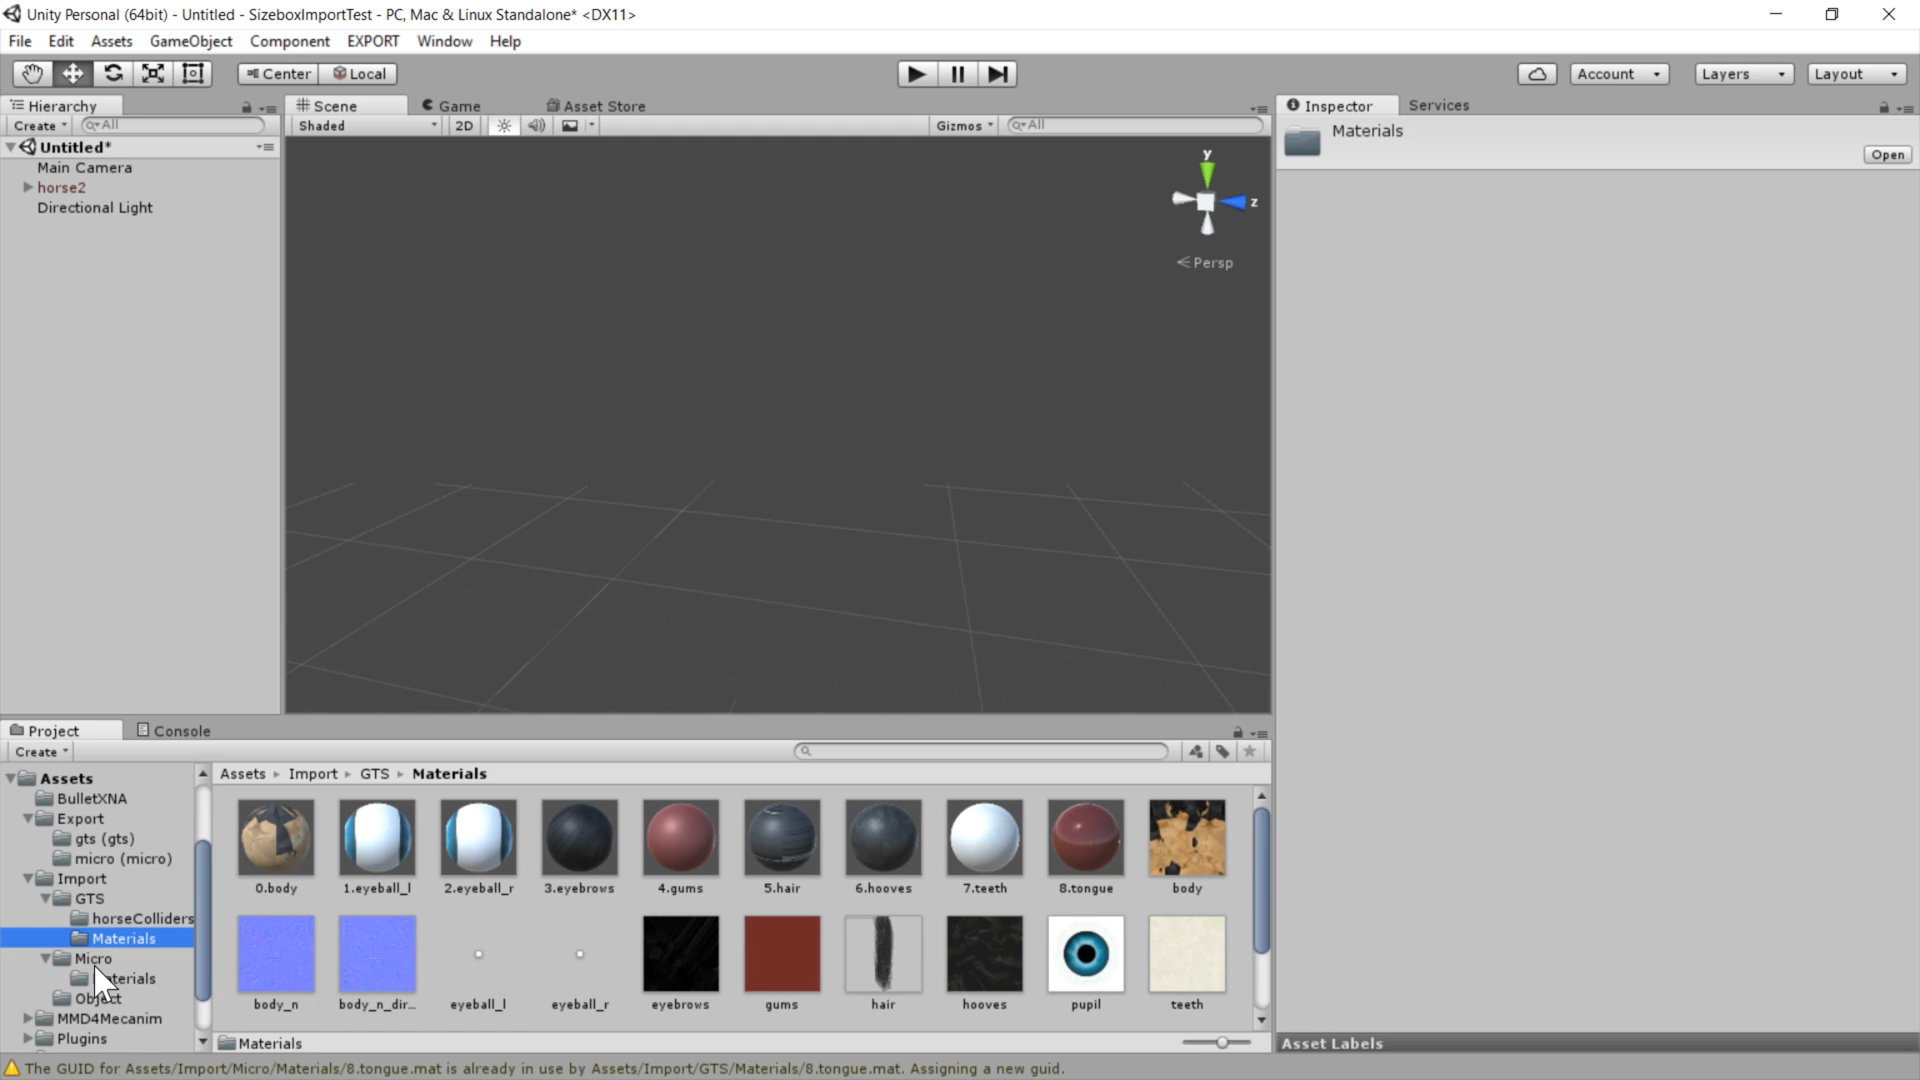 Unity Personal (64bit) - Untitled - SizeboxImportTest - PC, Mac & Linux Standalone* <DX11>
File Edit Assets GameObject Component EXPORT Window Help
Center Local Account Layers Layout
Hierarchy
Create All
Untitled*
Main Camera
horse2
Directional Light
Scene Game Asset Store
Shaded 2D Gizmos All
y
z
Persp
Inspector Services
Materials
Open
Project Console
Create
Assets
BulletXNA
Export
gts (gts)
micro (micro)
Import
GTS
horseColliders
Materials
Micro
aterials
Object
MMD4Mecanim
Plugins
Assets Import GTS Materials
0.body 1.eyeball_l 2.eyeball_r 3.eyebrows 4.gums 5.hair 6.hooves 7.teeth 8.tongue body
body_n body_n_dir... eyeball_l eyeball_r eyebrows gums hair hooves pupil teeth
Materials
Asset Labels
The GUID for Assets/Import/Micro/Materials/8.tongue.mat is already in use by Assets/Import/GTS/Materials/8.tongue.mat. Assigning a new guid.